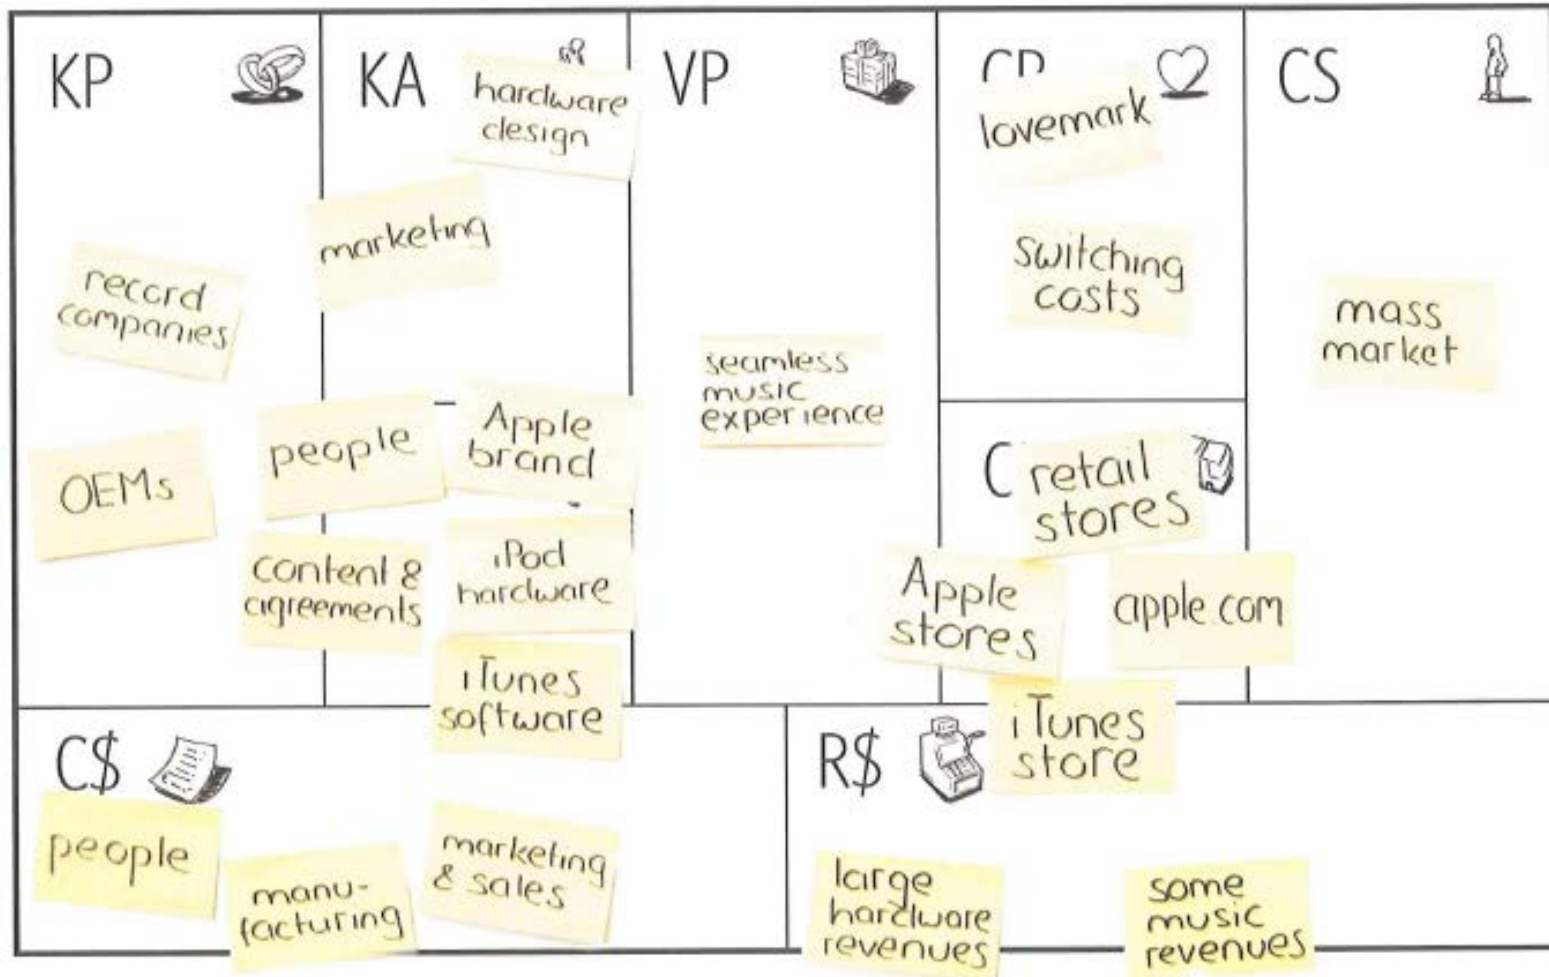 KP
record
companies
OEMs
KA
hardware
design
marketing
people
Apple
brand
content &
agreements
iPod
hardware
iTunes
software
VP
seamless
music
experience
lovemark
switching
costs
C
retail
stores
Apple
stores
apple.com
iTunes
store
CS
mass
market
C$
people
manu-
facturing
marketing
& sales
R$
large
hardware
revenues
some
music
revenues